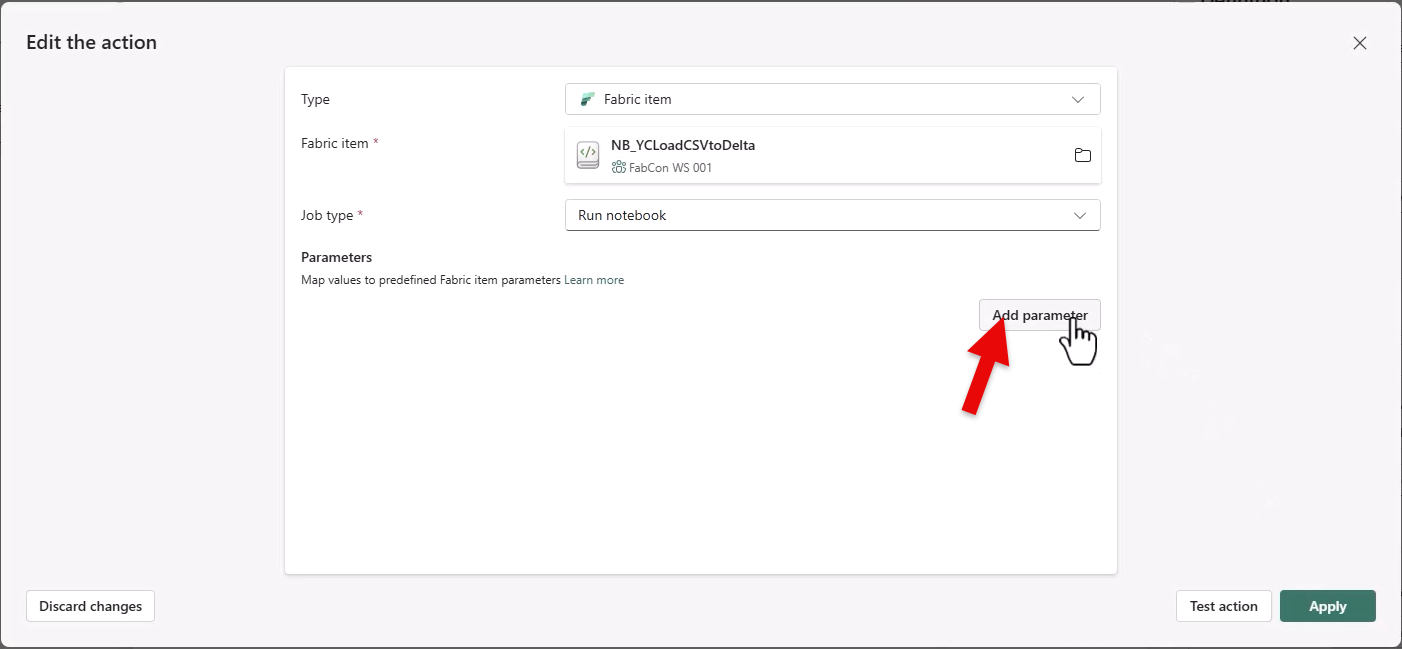 Edit the action
Type
Fabric item
Fabric item *
NB_YCLoadCSVtoDelta
FabCon WS 001
Job type *
Run notebook
Parameters
Map values to predefined Fabric item parameters Learn more
Add parameter
Discard changes
Test action
Apply